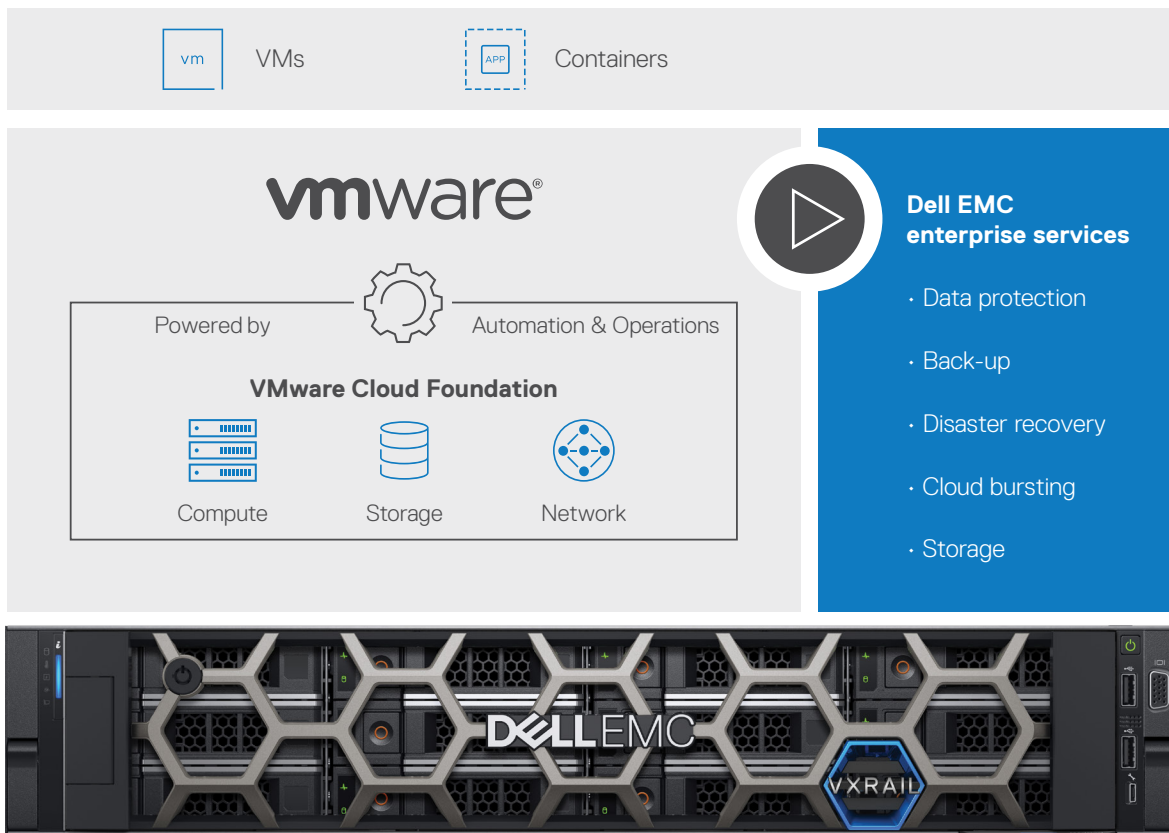 vm
VMs
APP
Containers
vmware®
Powered by
Automation & Operations
VMware Cloud Foundation
Compute
Storage
Network
Dell EMC
enterprise services
· Data protection
· Back-up
· Disaster recovery
· Cloud bursting
· Storage
DELLEMC
VXRAIL